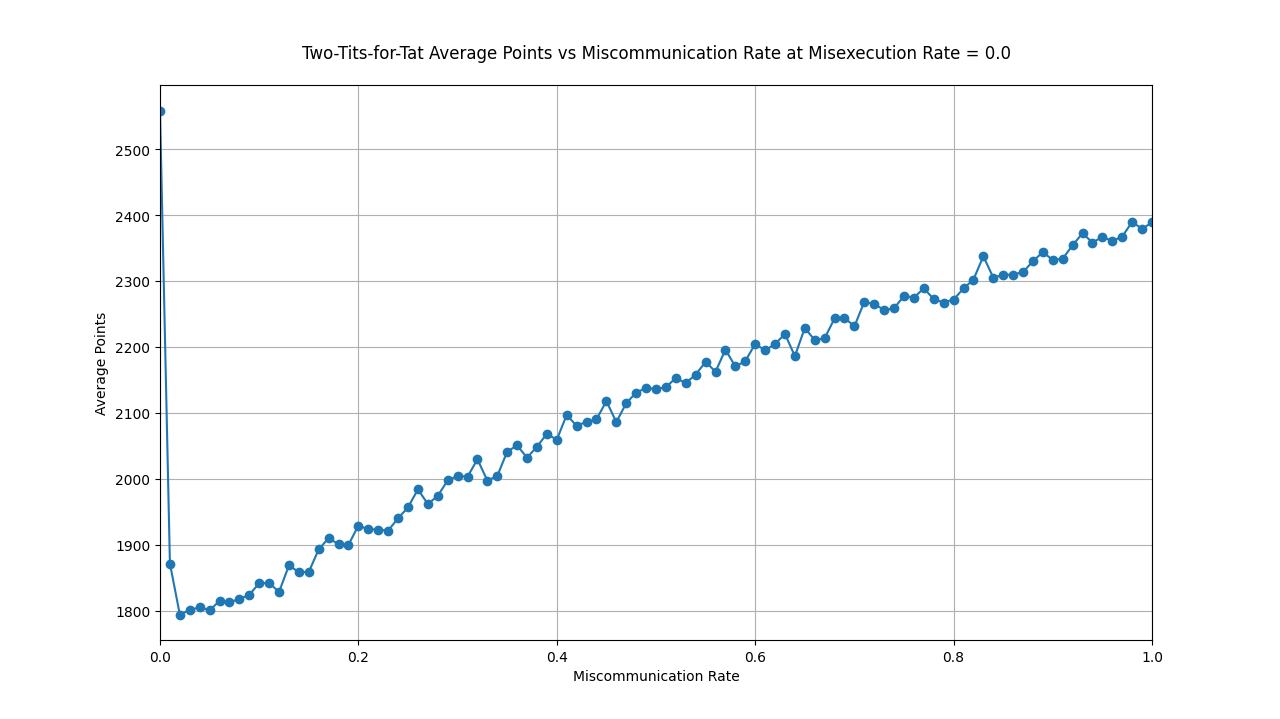 Two-Tits-for-Tat Average Points vs Miscommunication Rate at Misexecution Rate = 0.0
2500
2400
2300
2200
2100
2000
1900
1800
Average Points
0.0 0.2 0.4 0.6 0.8 1.0
Miscommunication Rate